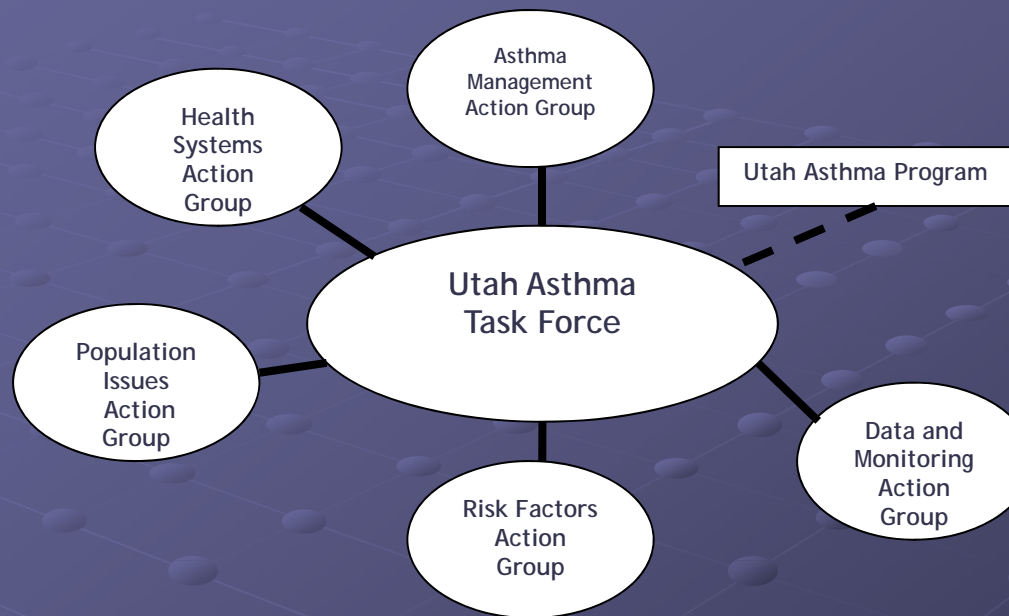 Asthma
Management
Action Group
Health
Systems
Action
Group
Utah Asthma Program
Utah Asthma
Task Force
Population
Issues
Action
Group
Data and
Monitoring
Action
Group
Risk Factors
Action
Group